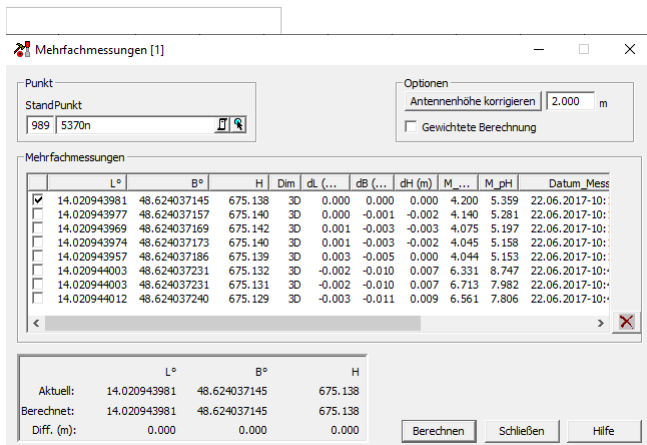 Mehrfachmessungen [1]
Punkt
StandPunkt
989 5370n
Optionen
Antennenhöhe korrigieren 2.000 m
Gewichtete Berechnung
Mehrfachmessungen
L° B° H Dim dL (... dB (... dH (m) M_... M_pH Datum_Mess
14.020943981 48.624037145 675.138 3D 0.000 0.000 0.000 4.200 5.359 22.06.2017-10:
14.020943977 48.624037157 675.140 3D 0.000 -0.001 -0.002 4.140 5.281 22.06.2017-10:
14.020943969 48.624037169 675.142 3D 0.001 -0.003 -0.003 4.075 5.197 22.06.2017-10:
14.020943974 48.624037173 675.140 3D 0.001 -0.003 -0.002 4.045 5.158 22.06.2017-10:
14.020943957 48.624037186 675.139 3D 0.003 -0.005 0.000 4.044 5.153 22.06.2017-10:
14.020944003 48.624037231 675.132 3D -0.002 -0.010 0.007 6.331 8.747 22.06.2017-10:4
14.020944003 48.624037231 675.131 3D -0.002 -0.010 0.007 6.713 7.982 22.06.2017-10:4
14.020944012 48.624037240 675.129 3D -0.003 -0.011 0.009 6.561 7.806 22.06.2017-10:4
L° B° H
Aktuell: 14.020943981 48.624037145 675.138
Berechnet: 14.020943981 48.624037145 675.138
Diff. (m): 0.000 0.000 0.000
Berechnen Schließen Hilfe